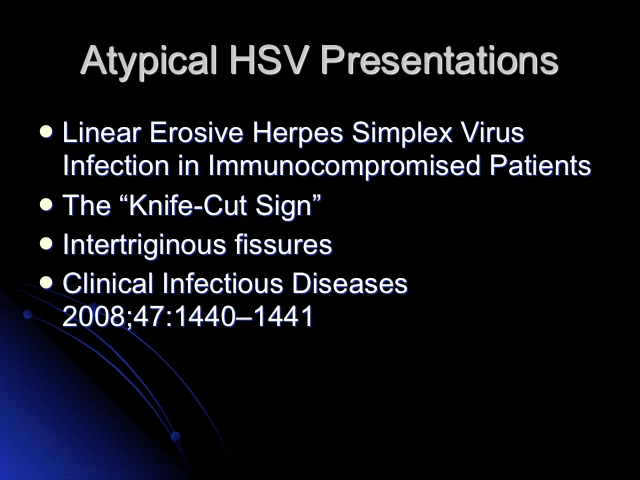 Atypical HSV Presentations
Linear Erosive Herpes Simplex Virus
Infection in Immunocompromised Patients
The “Knife-Cut Sign”
Intertriginous fissures
Clinical Infectious Diseases
2008;47:1440–1441